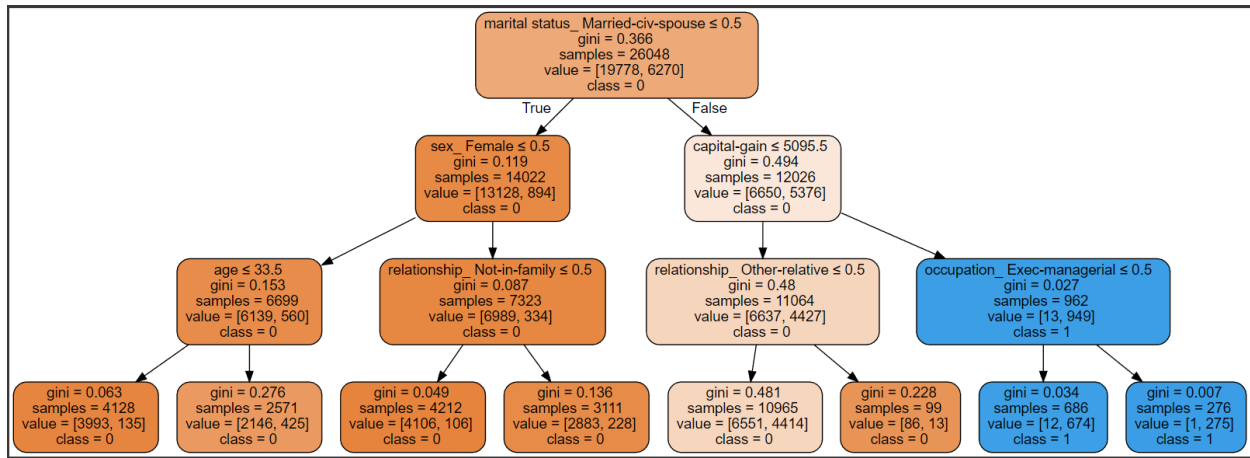 marital status_ Married-civ-spouse ≤ 0.5
gini = 0.366
samples = 26048
value = [19778, 6270]
class = 0
True
False
sex_ Female ≤ 0.5
gini = 0.119
samples = 14022
value = [13128, 894]
class = 0
capital-gain ≤ 5095.5
gini = 0.494
samples = 12026
value = [6650, 5376]
class = 0
age ≤ 33.5
gini = 0.153
samples = 6699
value = [6139, 560]
class = 0
relationship_ Not-in-family ≤ 0.5
gini = 0.087
samples = 7323
value = [6989, 334]
class = 0
relationship_ Other-relative ≤ 0.5
gini = 0.48
samples = 11064
value = [6637, 4427]
class = 0
occupation_ Exec-managerial ≤ 0.5
gini = 0.027
samples = 962
value = [13, 949]
class = 1
gini = 0.063
samples = 4128
value = [3993, 135]
class = 0
gini = 0.276
samples = 2571
value = [2146, 425]
class = 0
gini = 0.049
samples = 4212
value = [4106, 106]
class = 0
gini = 0.136
samples = 3111
value = [2883, 228]
class = 0
gini = 0.481
samples = 10965
value = [6551, 4414]
class = 0
gini = 0.228
samples = 99
value = [86, 13]
class = 0
gini = 0.034
samples = 686
value = [12, 674]
class = 1
gini = 0.007
samples = 276
value = [1, 275]
class = 1